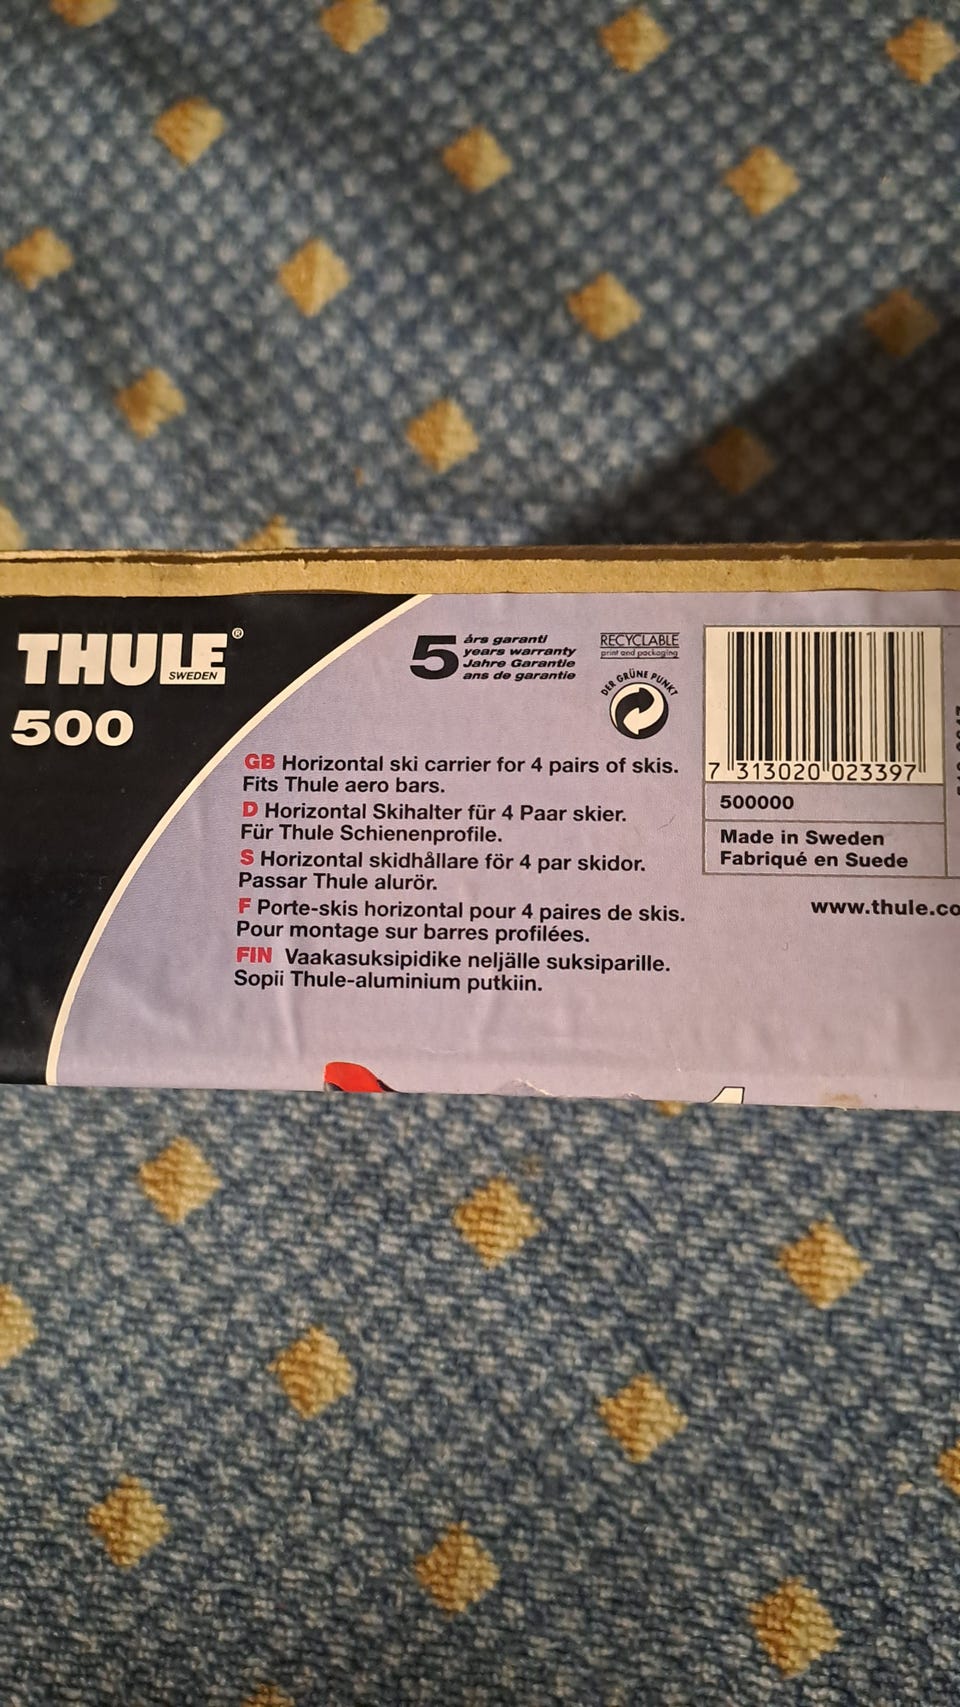 THULE®
SWEDEN
500
5 års garanti
years warranty
Jahre Garantie
ans de garantie
RECYCLABLE
print and packaging
DER GRÜNE PUNKT
GB Horizontal ski carrier for 4 pairs of skis.
Fits Thule aero bars.
D Horizontal Skihalter für 4 Paar skier.
Für Thule Schienenprofile.
S Horizontal skidhållare för 4 par skidor.
Passar Thule alurör.
F Porte-skis horizontal pour 4 paires de skis.
Pour montage sur barres profilées.
FIN Vaakasuksipidike neljälle suksiparille.
Sopii Thule-aluminium putkiin.
7 313020 023397
500000
Made in Sweden
Fabriqué en Suede
www.thule.co